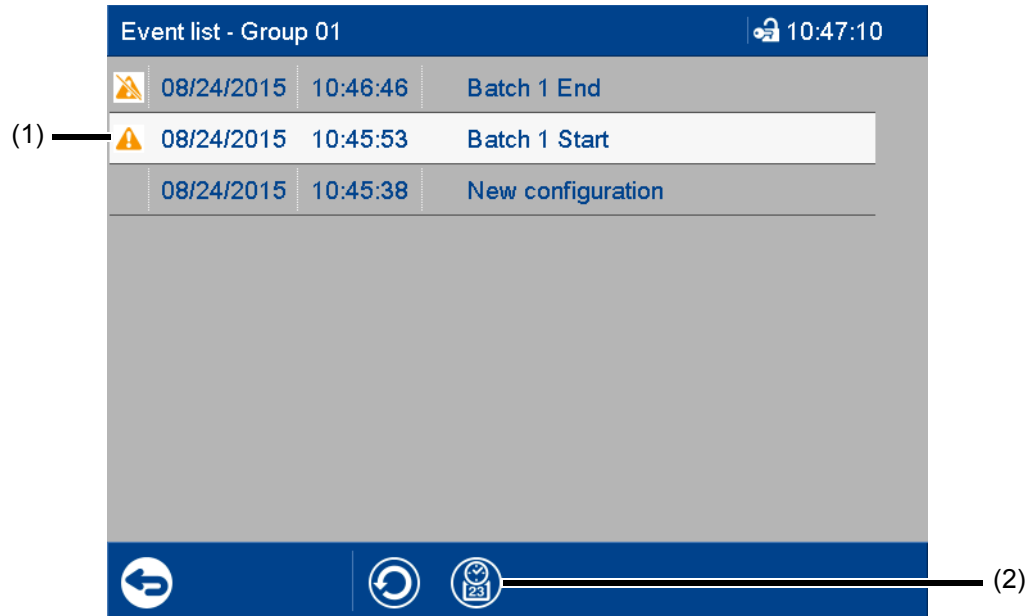 Event list - Group 01 10:47:10
08/24/2015 10:46:46 Batch 1 End
(1) 08/24/2015 10:45:53 Batch 1 Start
08/24/2015 10:45:38 New configuration
23 (2)